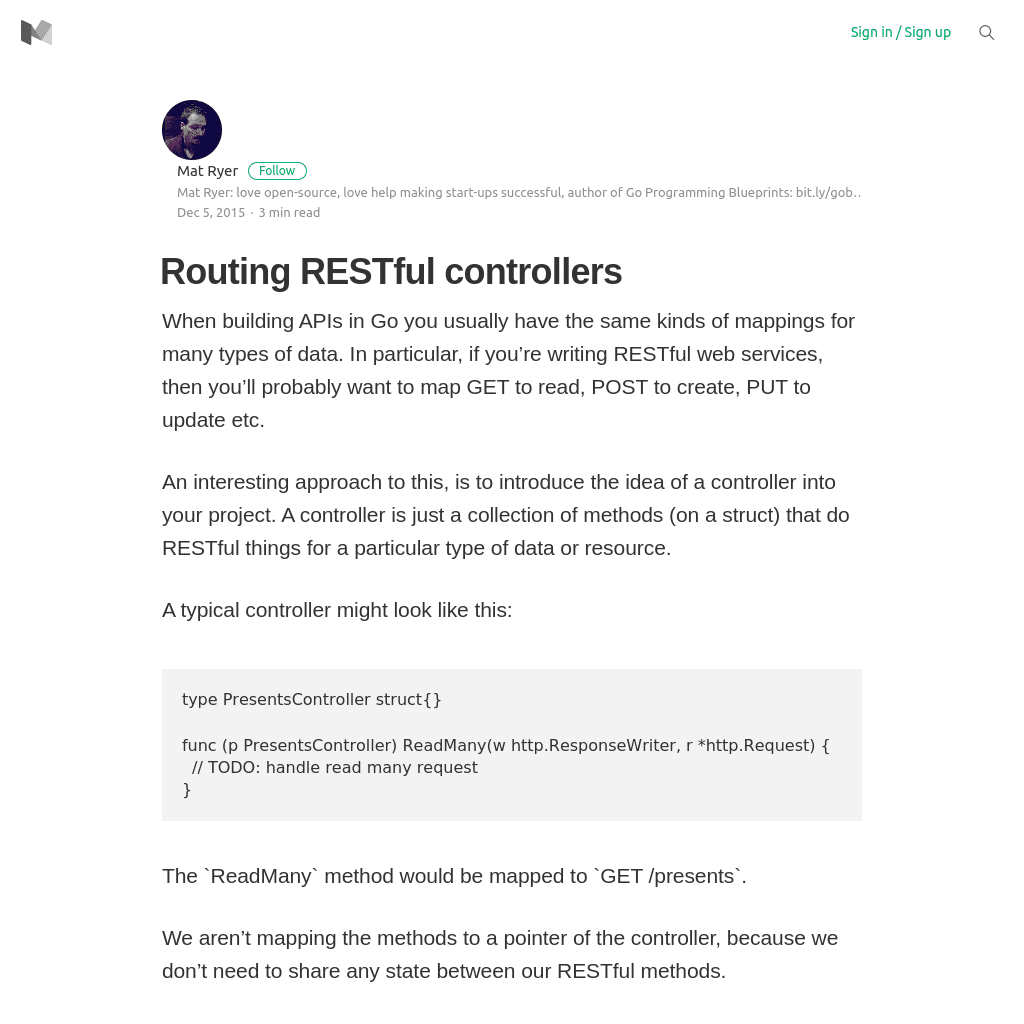 Sign in / Sign up
Mat Ryer Follow
Mat Ryer: love open-source, love help making start-ups successful, author of Go Programming Blueprints: bit.ly/gob..
Dec 5, 2015 · 3 min read
Routing RESTful controllers
When building APIs in Go you usually have the same kinds of mappings for
many types of data. In particular, if you’re writing RESTful web services,
then you’ll probably want to map GET to read, POST to create, PUT to
update etc.
An interesting approach to this, is to introduce the idea of a controller into
your project. A controller is just a collection of methods (on a struct) that do
RESTful things for a particular type of data or resource.
A typical controller might look like this:
type PresentsController struct{}
func (p PresentsController) ReadMany(w http.ResponseWriter, r *http.Request) {
  // TODO: handle read many request
}
The `ReadMany` method would be mapped to `GET /presents`.
We aren’t mapping the methods to a pointer of the controller, because we
don’t need to share any state between our RESTful methods.